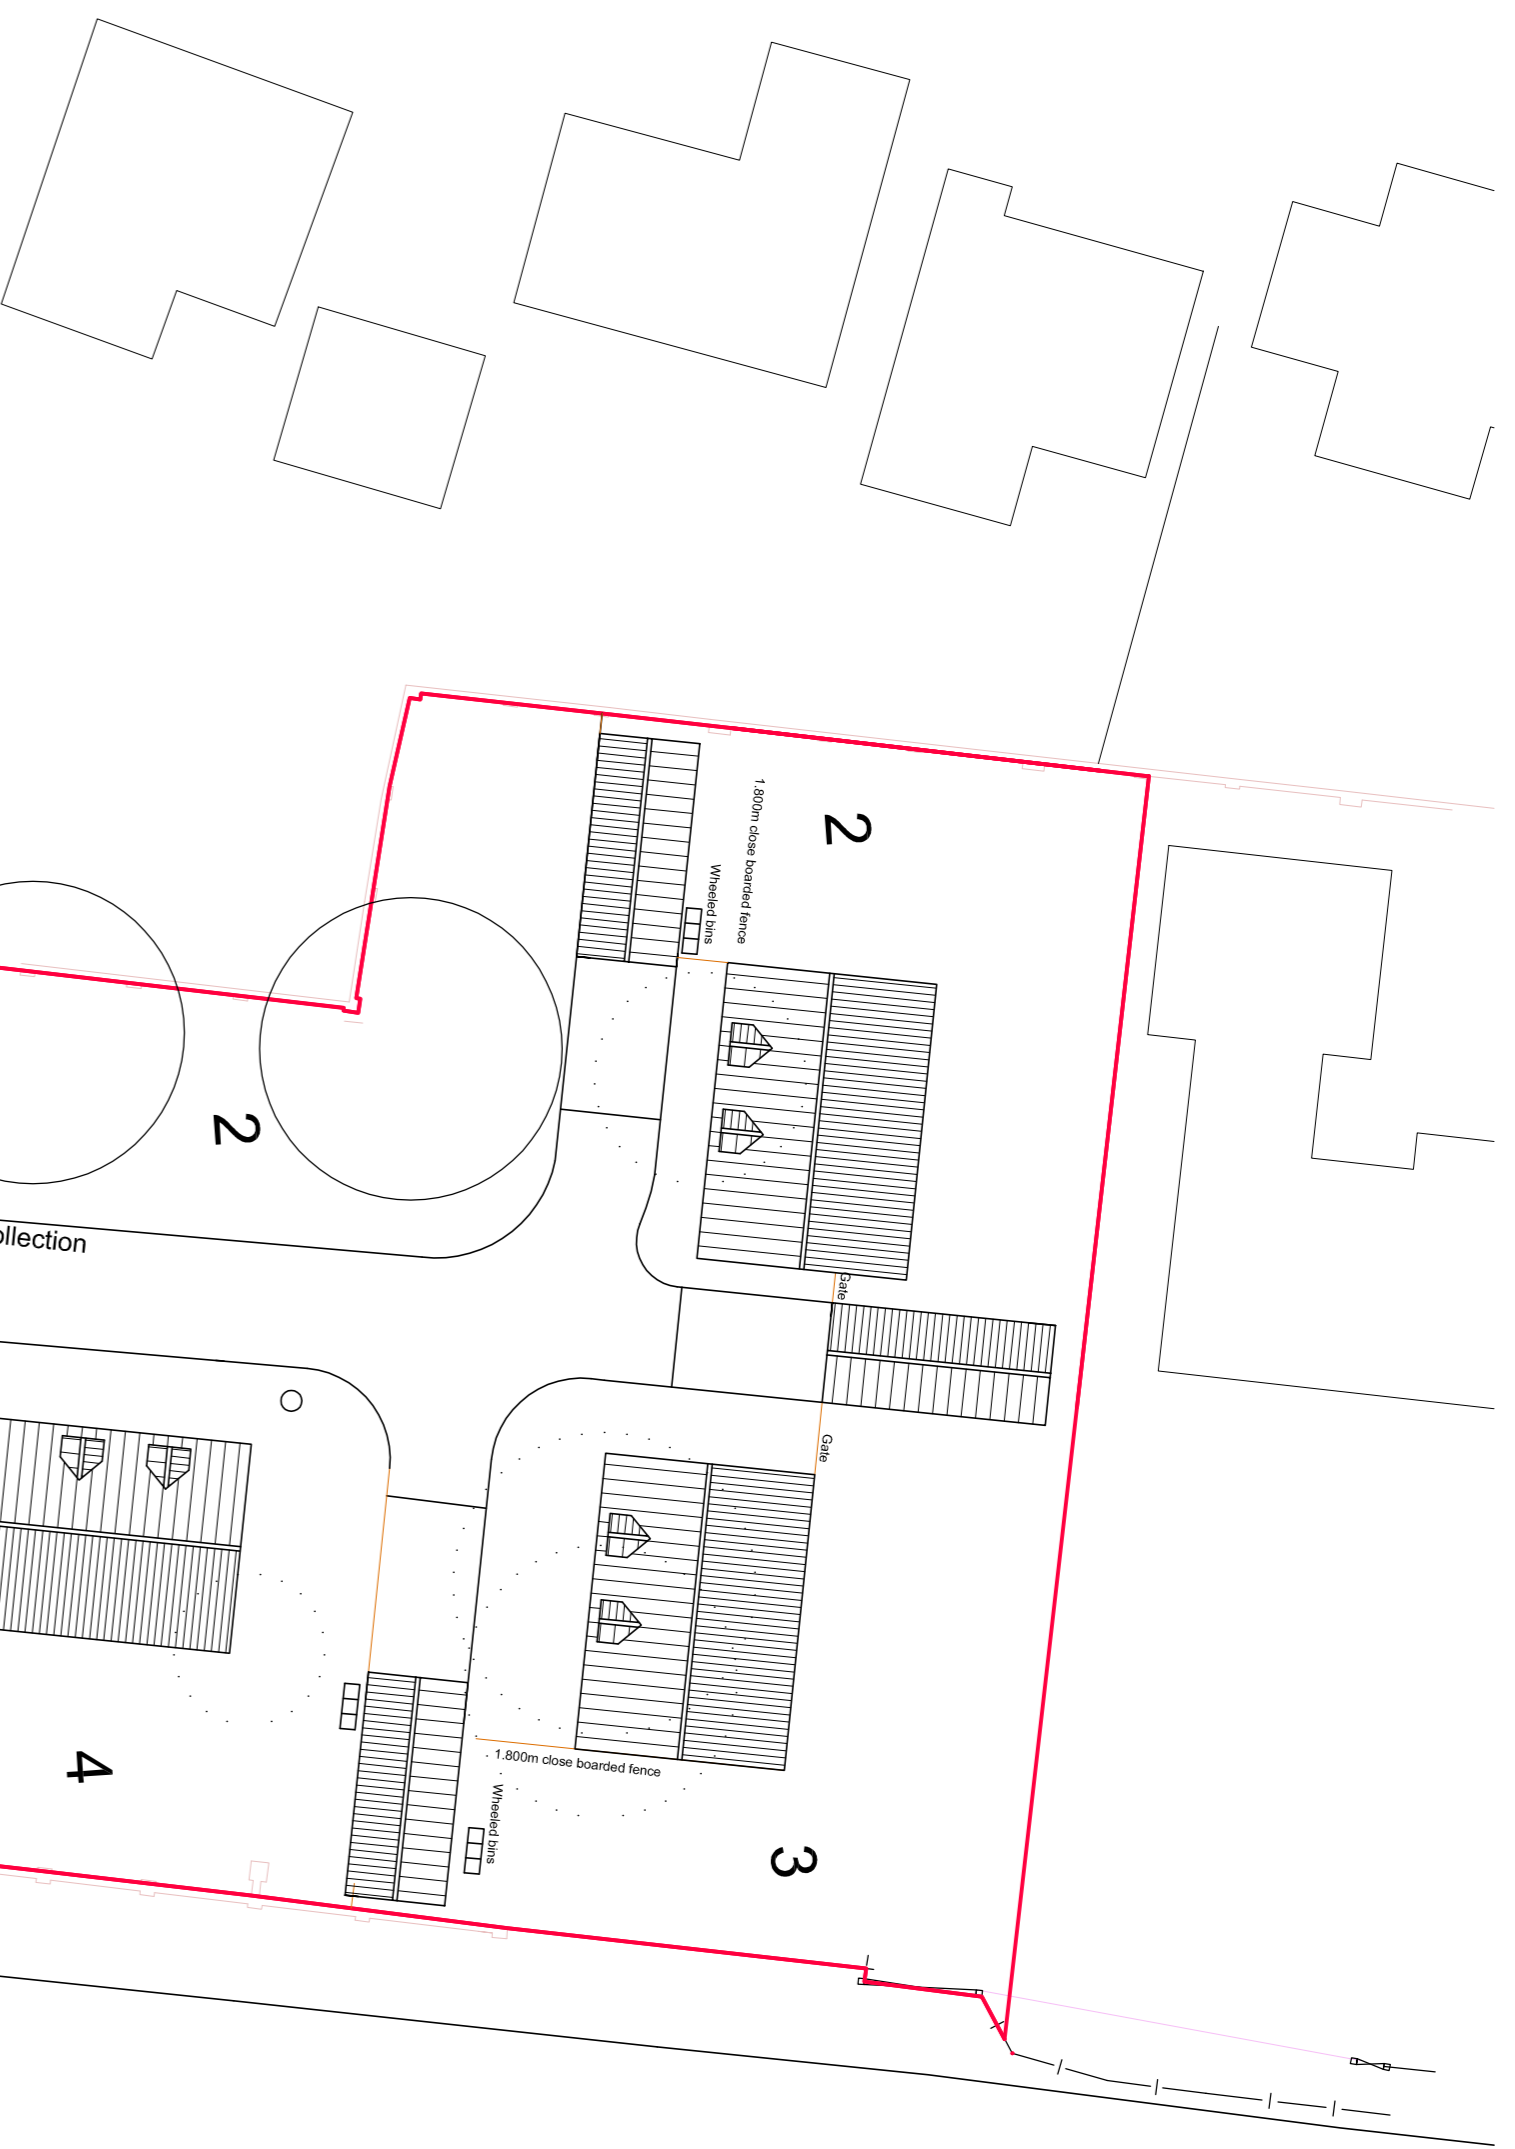 2
1.800m close boarded fence
Wheeled bins
2
ollection
Gate
Gate
1.800m close boarded fence
Wheeled bins
4
3